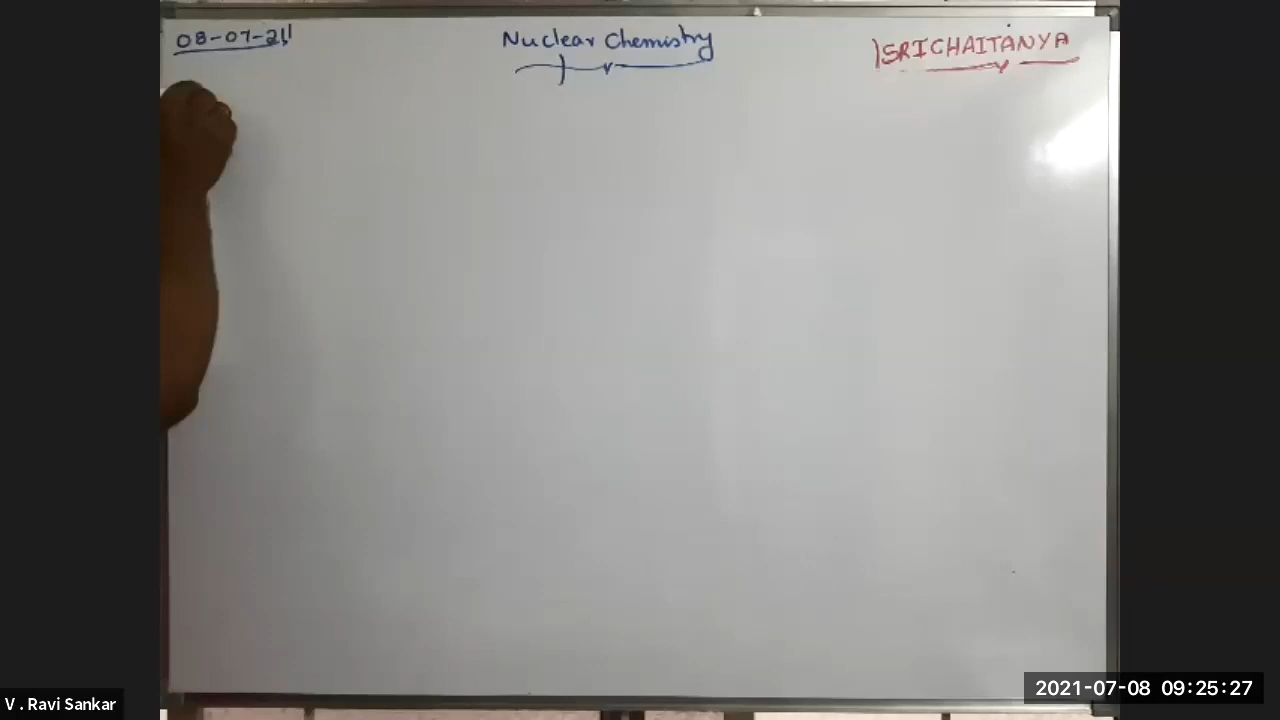 08-07-21
Nuclear Chemistry
SRICHAITANYA
V . Ravi Sankar
2021-07-08 09:25:27